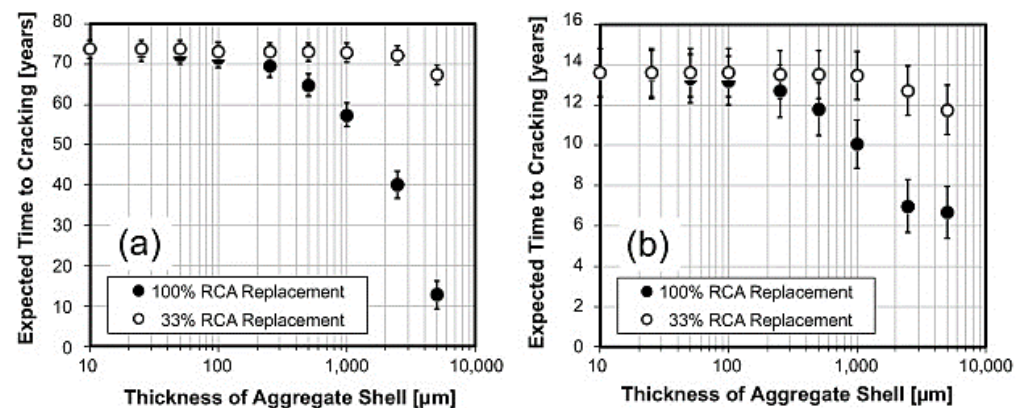 Expected Time to Cracking [years]
80
70
60
50
40
30
20
10
0
(a)
100% RCA Replacement
33% RCA Replacement
10
100
1,000
10,000
Thickness of Aggregate Shell [µm]
Expected Time to Cracking [years]
16
14
12
10
8
6
4
2
0
(b)
100% RCA Replacement
33% RCA Replacement
10
100
1,000
10,000
Thickness of Aggregate Shell [µm]